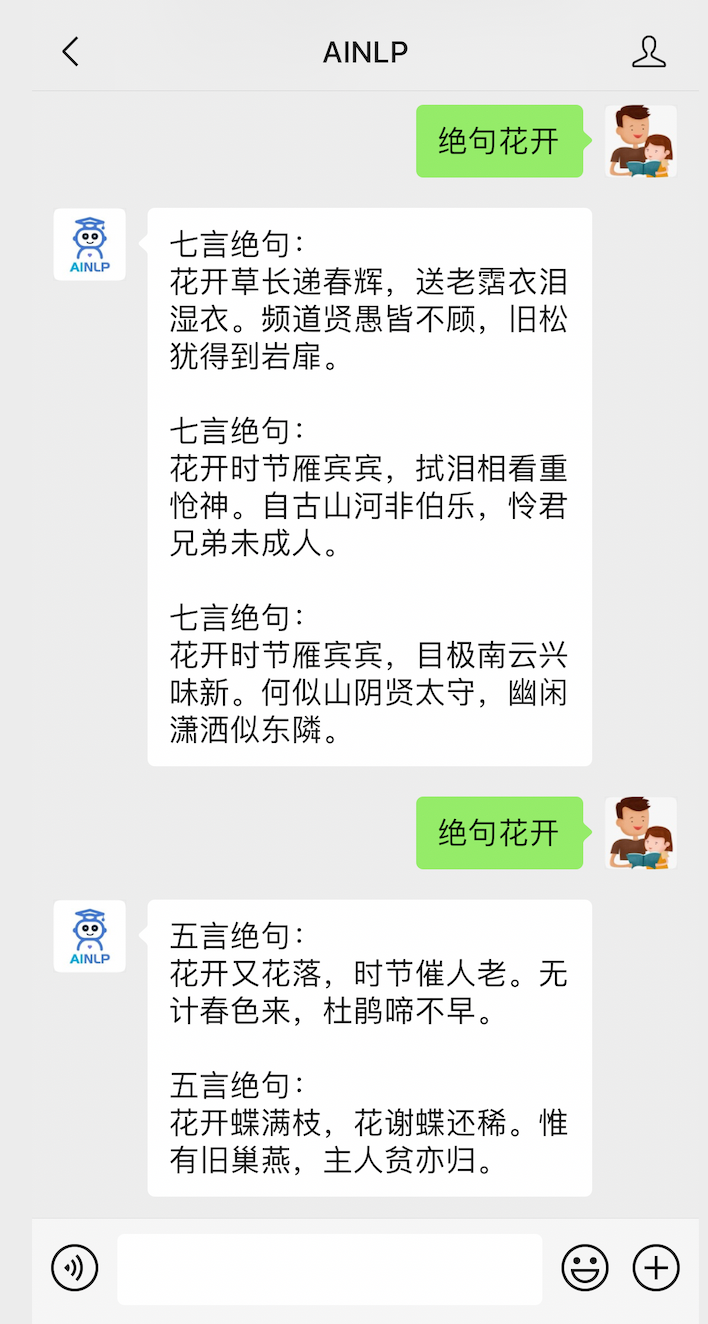 AINLP
绝句花开
AINLP
七言绝句：
花开草长递春辉，送老霑衣泪
湿衣。频道贤愚皆不顾，旧松
犹得到岩扉。
七言绝句：
花开时节雁宾宾，拭泪相看重
怆神。自古山河非伯乐，怜君
兄弟未成人。
七言绝句：
花开时节雁宾宾，目极南云兴
味新。何似山阴贤太守，幽闲
潇洒似东隣。
绝句花开
AINLP
五言绝句：
花开又花落，时节催人老。无
计春色来，杜鹃啼不早。
五言绝句：
花开蝶满枝，花谢蝶还稀。惟
有旧巢燕，主人贫亦归。